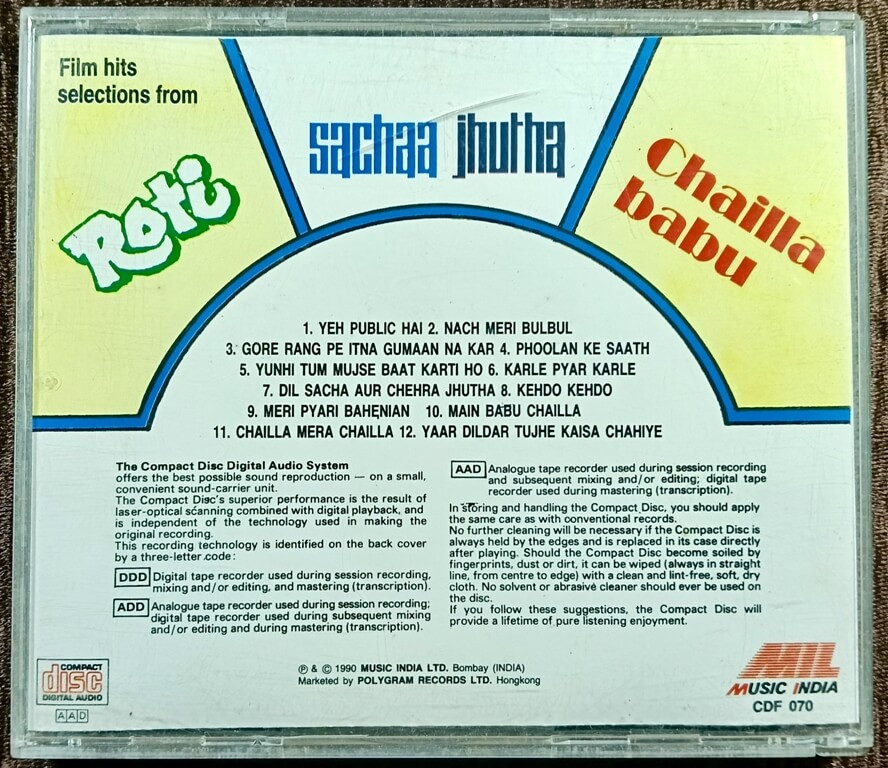 Film hits
selections from
Roti
sachaa jhutha
Chailla
babu
1. YEH PUBLIC HAI 2. NACH MERI BULBUL
3. GORE RANG PE ITNA GUMAAN NA KAR 4. PHOOLAN KE SAATH
5. YUNHI TUM MUJSE BAAT KARTI HO 6. KARLE PYAR KARLE
7. DIL SACHA AUR CHEHRA JHUTHA 8. KEHDO KEHDO
9. MERI PYARI BAHENIAN 10. MAIN BABU CHAILLA
11. CHAILLA MERA CHAILLA 12. YAAR DILDAR TUJHE KAISA CHAHIYE
The Compact Disc Digital Audio System
offers the best possible sound reproduction — on a small,
convenient sound-carrier unit.
The Compact Disc's superior performance is the result of
laser-optical scanning combined with digital playback, and
is independent of the technology used in making the
original recording.
This recording technology is identified on the back cover
by a three-letter code:
DDD Digital tape recorder used during session recording,
mixing and/or editing, and mastering (transcription).
ADD Analogue tape recorder used during session recording;
digital tape recorder used during subsequent mixing
and/or editing and during mastering (transcription).
AAD Analogue tape recorder used during session recording
and subsequent mixing and/or editing; digital tape
recorder used during mastering (transcription).
In storing and handling the Compact Disc, you should apply
the same care as with conventional records.
No further cleaning will be necessary if the Compact Disc is
always held by the edges and is replaced in its case directly
after playing. Should the Compact Disc become soiled by
fingerprints, dust or dirt, it can be wiped (always in straight
line, from centre to edge) with a clean and lint-free, soft, dry
cloth. No solvent or abrasive cleaner should ever be used on
the disc.
If you follow these suggestions, the Compact Disc will
provide a lifetime of pure listening enjoyment.
COMPACT
disc
DIGITAL AUDIO
AAD
℗ & © 1990 MUSIC INDIA LTD. Bombay (INDIA)
Marketed by POLYGRAM RECORDS LTD. Hongkong
MIL
MUSIC INDIA
CDF 070